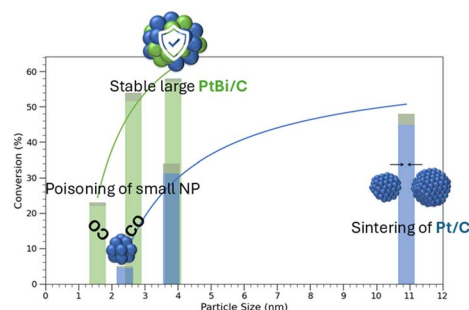 Stable large PtBi/C
Poisoning of small NP
O C
C O
Sintering of Pt/C
Conversion (%)
60
50
40
30
20
10
0
0 1 2 3 4 5 6 7 8 9 10 11 12
Particle Size (nm)